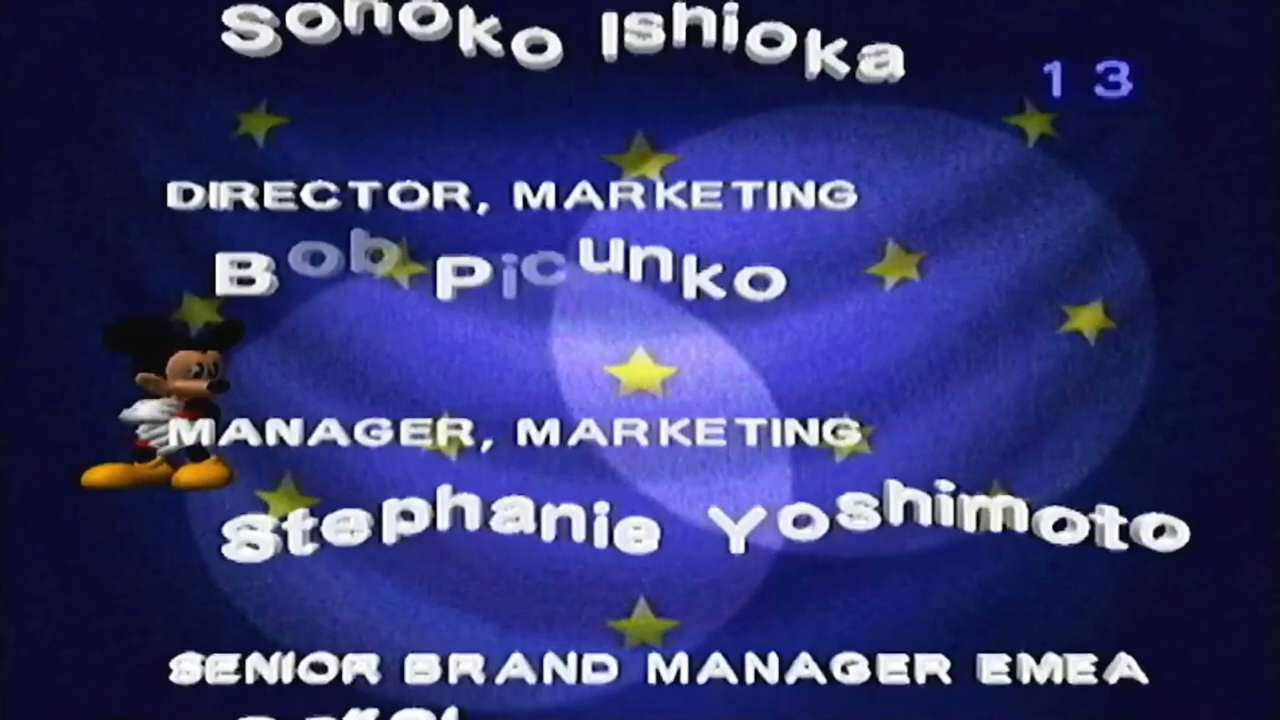 Sonoko Ishioka
13
DIRECTOR, MARKETING
Bob Picunko
MANAGER, MARKETING
Stephanie Yoshimoto
SENIOR BRAND MANAGER EMEA